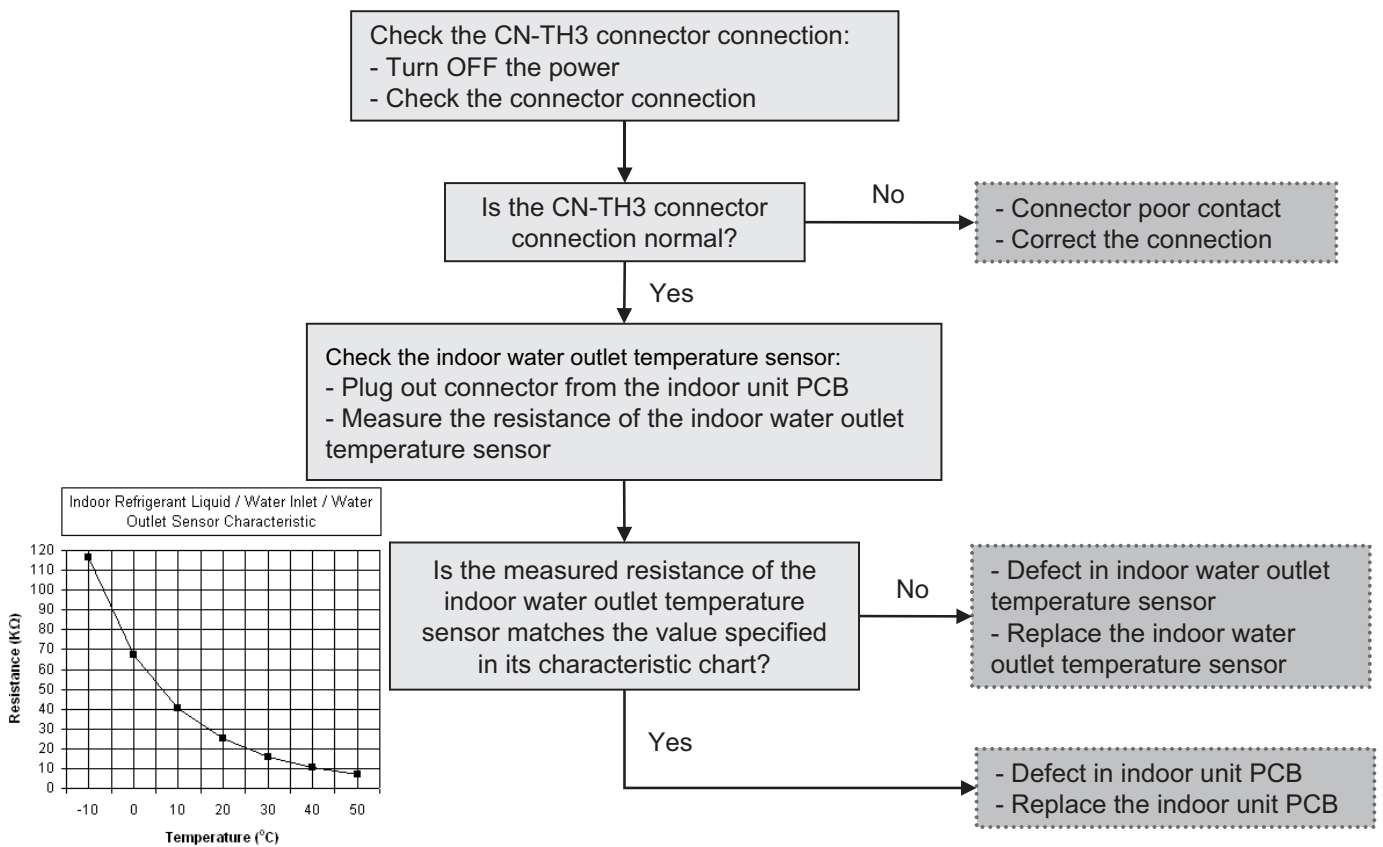 Check the CN-TH3 connector connection:
- Turn OFF the power
- Check the connector connection
Is the CN-TH3 connector
connection normal?
No
- Connector poor contact
- Correct the connection
Yes
Check the indoor water outlet temperature sensor:
- Plug out connector from the indoor unit PCB
- Measure the resistance of the indoor water outlet
temperature sensor
Indoor Refrigerant Liquid / Water Inlet / Water
Outlet Sensor Characteristic
120
110
100
90
80
70
60
50
40
30
20
10
0
Resistance (KΩ)
-10 0 10 20 30 40 50
Temperature (°C)
Is the measured resistance of the
indoor water outlet temperature
sensor matches the value specified
in its characteristic chart?
No
- Defect in indoor water outlet
temperature sensor
- Replace the indoor water
outlet temperature sensor
Yes
- Defect in indoor unit PCB
- Replace the indoor unit PCB